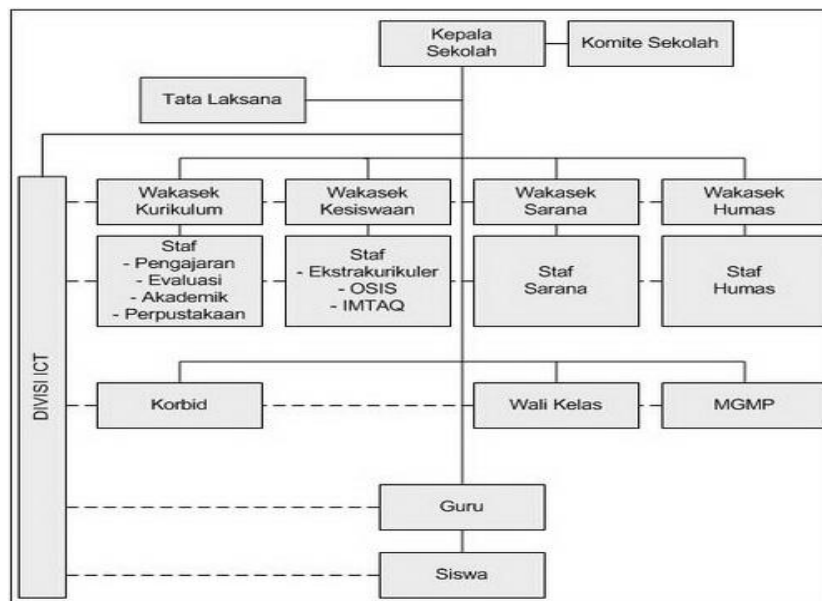 Kepala
Sekolah
Komite Sekolah
Tata Laksana
DIVISI ICT
Wakasek
Kurikulum
Wakasek
Kesiswaan
Wakasek
Sarana
Wakasek
Humas
Staf
- Pengajaran
- Evaluasi
- Akademik
- Perpustakaan
Staf
- Ekstrakurikuler
- OSIS
- IMTAQ
Staf
Sarana
Staf
Humas
Korbid
Wali Kelas
MGMP
Guru
Siswa